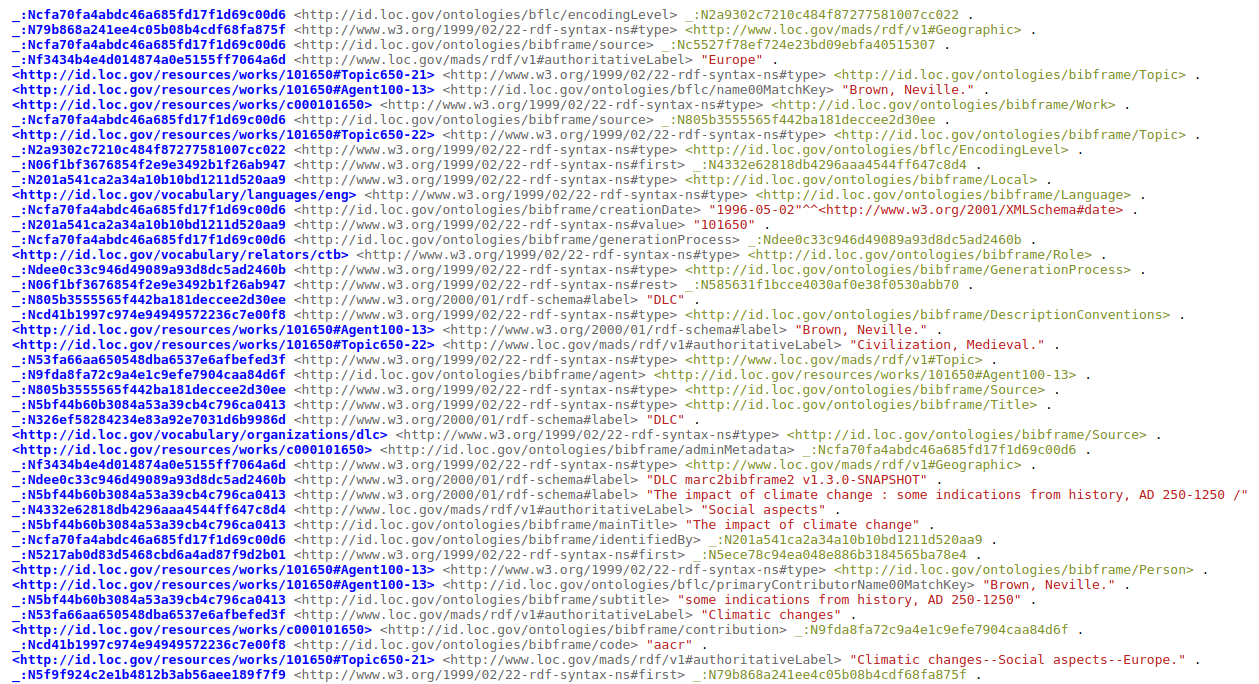 _:Ncfa70fa4abdc46a685fd17f1d69c00d6 <http://id.loc.gov/ontologies/bflc/encodingLevel> _:N2a9302c7210c484f87277581007cc022 .
_:N79b868a241ee4c05b08b4cdf68fa875f <http://www.w3.org/1999/02/22-rdf-syntax-ns#type> <http://www.loc.gov/mads/rdf/v1#Geographic> .
_:Ncfa70fa4abdc46a685fd17f1d69c00d6 <http://id.loc.gov/ontologies/bibframe/source> _:Nc5527f78ef724e23bd09ebfa40515307 .
_:Nf3434b4e4d014874a0e5155ff7064a6d <http://www.loc.gov/mads/rdf/v1#authoritativeLabel> "Europe" .
<http://id.loc.gov/resources/works/101650#Topic650-21> <http://www.w3.org/1999/02/22-rdf-syntax-ns#type> <http://id.loc.gov/ontologies/bibframe/Topic> .
<http://id.loc.gov/resources/works/101650#Agent100-13> <http://id.loc.gov/ontologies/bflc/name00MatchKey> "Brown, Neville." .
<http://id.loc.gov/resources/works/c000101650> <http://www.w3.org/1999/02/22-rdf-syntax-ns#type> <http://id.loc.gov/ontologies/bibframe/Work> .
_:Ncfa70fa4abdc46a685fd17f1d69c00d6 <http://id.loc.gov/ontologies/bibframe/source> _:N805b3555565f442ba181deccee2d30ee .
<http://id.loc.gov/resources/works/101650#Topic650-22> <http://www.w3.org/1999/02/22-rdf-syntax-ns#type> <http://id.loc.gov/ontologies/bibframe/Topic> .
_:N2a9302c7210c484f87277581007cc022 <http://www.w3.org/1999/02/22-rdf-syntax-ns#type> <http://id.loc.gov/ontologies/bflc/EncodingLevel> .
_:N06f1bf3676854f2e9e3492b1f26ab947 <http://www.w3.org/1999/02/22-rdf-syntax-ns#first> _:N4332e62818db4296aaa4544ff647c8d4 .
_:N201a541ca2a34a10b10bd1211d520aa9 <http://www.w3.org/1999/02/22-rdf-syntax-ns#type> <http://id.loc.gov/ontologies/bibframe/Local> .
<http://id.loc.gov/vocabulary/languages/eng> <http://www.w3.org/1999/02/22-rdf-syntax-ns#type> <http://id.loc.gov/ontologies/bibframe/Language> .
_:Ncfa70fa4abdc46a685fd17f1d69c00d6 <http://id.loc.gov/ontologies/bibframe/creationDate> "1996-05-02"^^<http://www.w3.org/2001/XMLSchema#date> .
_:N201a541ca2a34a10b10bd1211d520aa9 <http://www.w3.org/1999/02/22-rdf-syntax-ns#value> "101650" .
_:Ncfa70fa4abdc46a685fd17f1d69c00d6 <http://id.loc.gov/ontologies/bibframe/generationProcess> _:Ndee0c33c946d49089a93d8dc5ad2460b .
<http://id.loc.gov/vocabulary/relators/ctb> <http://www.w3.org/1999/02/22-rdf-syntax-ns#type> <http://id.loc.gov/ontologies/bibframe/Role> .
_:Ndee0c33c946d49089a93d8dc5ad2460b <http://www.w3.org/1999/02/22-rdf-syntax-ns#type> <http://id.loc.gov/ontologies/bibframe/GenerationProcess> .
_:N06f1bf3676854f2e9e3492b1f26ab947 <http://www.w3.org/1999/02/22-rdf-syntax-ns#rest> _:N585631f1bcce4030af0e38f0530abb70 .
_:N805b3555565f442ba181deccee2d30ee <http://www.w3.org/2000/01/rdf-schema#label> "DLC" .
_:Ncd41b1997c974e94949572236c7e00f8 <http://www.w3.org/1999/02/22-rdf-syntax-ns#type> <http://id.loc.gov/ontologies/bibframe/DescriptionConventions> .
<http://id.loc.gov/resources/works/101650#Agent100-13> <http://www.w3.org/2000/01/rdf-schema#label> "Brown, Neville." .
<http://id.loc.gov/resources/works/101650#Topic650-22> <http://www.loc.gov/mads/rdf/v1#authoritativeLabel> "Civilization, Medieval." .
_:N53fa66aa650548dba6537e6afbefed3f <http://www.w3.org/1999/02/22-rdf-syntax-ns#type> <http://www.loc.gov/mads/rdf/v1#Topic> .
_:N9fda8fa72c9a4e1c9efe7904caa84d6f <http://id.loc.gov/ontologies/bibframe/agent> <http://id.loc.gov/resources/works/101650#Agent100-13> .
_:N805b3555565f442ba181deccee2d30ee <http://www.w3.org/1999/02/22-rdf-syntax-ns#type> <http://id.loc.gov/ontologies/bibframe/Source> .
_:N5bf44b60b3084a53a39cb4c796ca0413 <http://www.w3.org/1999/02/22-rdf-syntax-ns#type> <http://id.loc.gov/ontologies/bibframe/Title> .
_:N326ef58284234e83a92e7031d6b9986d <http://www.w3.org/2000/01/rdf-schema#label> "DLC" .
<http://id.loc.gov/vocabulary/organizations/dlc> <http://www.w3.org/1999/02/22-rdf-syntax-ns#type> <http://id.loc.gov/ontologies/bibframe/Source> .
<http://id.loc.gov/resources/works/c000101650> <http://id.loc.gov/ontologies/bibframe/adminMetadata> _:Ncfa70fa4abdc46a685fd17f1d69c00d6 .
_:Nf3434b4e4d014874a0e5155ff7064a6d <http://www.w3.org/1999/02/22-rdf-syntax-ns#type> <http://www.loc.gov/mads/rdf/v1#Geographic> .
_:Ndee0c33c946d49089a93d8dc5ad2460b <http://www.w3.org/2000/01/rdf-schema#label> "DLC marc2bibframe2 v1.3.0-SNAPSHOT" .
_:N5bf44b60b3084a53a39cb4c796ca0413 <http://www.w3.org/2000/01/rdf-schema#label> "The impact of climate change : some indications from history, AD 250-1250 /"
_:N4332e62818db4296aaa4544ff647c8d4 <http://www.loc.gov/mads/rdf/v1#authoritativeLabel> "Social aspects" .
_:N5bf44b60b3084a53a39cb4c796ca0413 <http://id.loc.gov/ontologies/bibframe/mainTitle> "The impact of climate change" .
_:Ncfa70fa4abdc46a685fd17f1d69c00d6 <http://id.loc.gov/ontologies/bibframe/identifiedBy> _:N201a541ca2a34a10b10bd1211d520aa9 .
_:N5217ab0d83d5468cbd6a4ad87f9d2b01 <http://www.w3.org/1999/02/22-rdf-syntax-ns#first> _:N5ece78c94ea048e886b3184565ba78e4 .
<http://id.loc.gov/resources/works/101650#Agent100-13> <http://www.w3.org/1999/02/22-rdf-syntax-ns#type> <http://id.loc.gov/ontologies/bibframe/Person> .
<http://id.loc.gov/resources/works/101650#Agent100-13> <http://id.loc.gov/ontologies/bflc/primaryContributorName00MatchKey> "Brown, Neville." .
_:N5bf44b60b3084a53a39cb4c796ca0413 <http://id.loc.gov/ontologies/bibframe/subtitle> "some indications from history, AD 250-1250" .
_:N53fa66aa650548dba6537e6afbefed3f <http://www.loc.gov/mads/rdf/v1#authoritativeLabel> "Climatic changes" .
<http://id.loc.gov/resources/works/c000101650> <http://id.loc.gov/ontologies/bibframe/contribution> _:N9fda8fa72c9a4e1c9efe7904caa84d6f .
_:Ncd41b1997c974e94949572236c7e00f8 <http://id.loc.gov/ontologies/bibframe/code> "aacr" .
<http://id.loc.gov/resources/works/101650#Topic650-21> <http://www.loc.gov/mads/rdf/v1#authoritativeLabel> "Climatic changes--Social aspects--Europe." .
_:N5f9f924c2e1b4812b3ab56aee189f7f9 <http://www.w3.org/1999/02/22-rdf-syntax-ns#first> _:N79b868a241ee4c05b08b4cdf68fa875f .